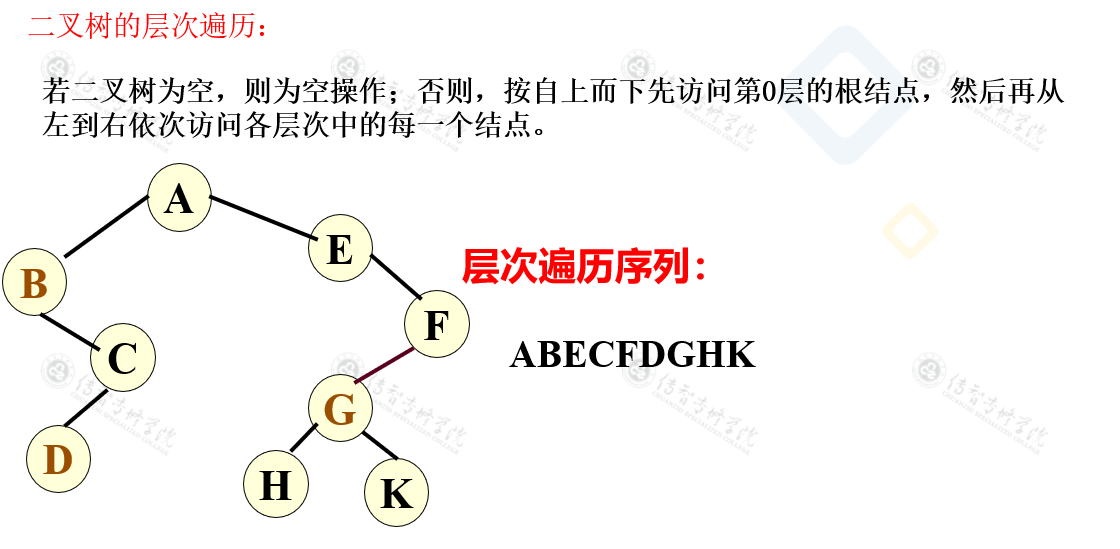 二叉树的层次遍历：
若二叉树为空，则为空操作；否则，按自上而下先访问第0层的根结点，然后再从
左到右依次访问各层次中的每一个结点。
A
E
B
层次遍历序列：
F
C
ABECFDGHK
G
D
H
K